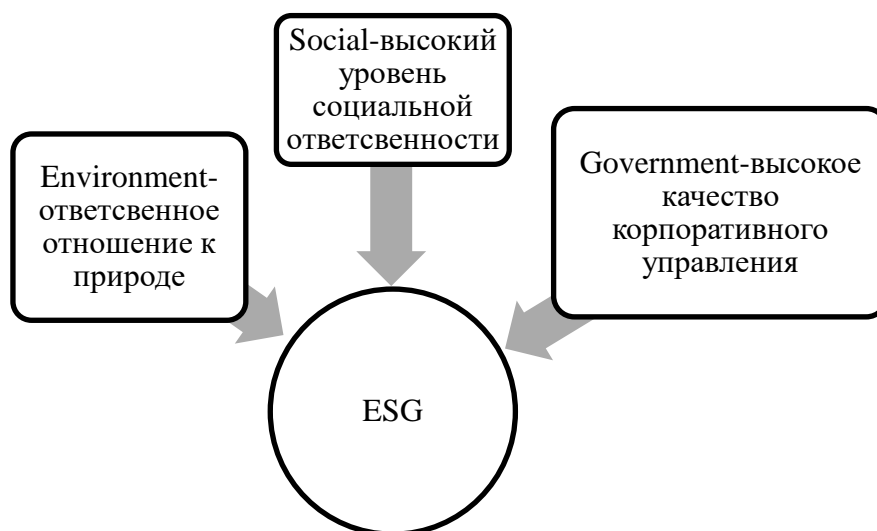 Environment-
ответсвенное
отношение к
природе
Social-высокий
уровень
социальной
ответсвенности
Government-высокое
качество
корпоративного
управления
ESG